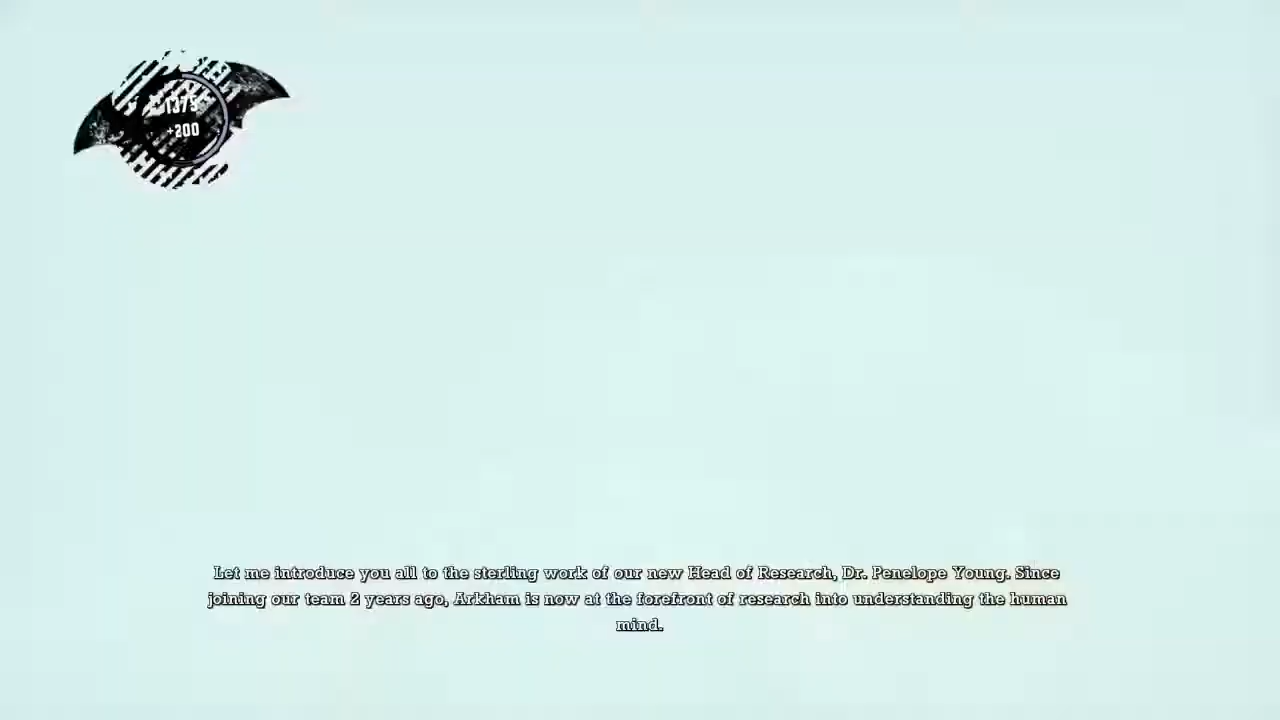 1375
+200
Let me introduce you all to the sterling work of our new Head of Research, Dr. Penelope Young. Since
joining our team 2 years ago, Arkham is now at the forefront of research into understanding the human
mind.